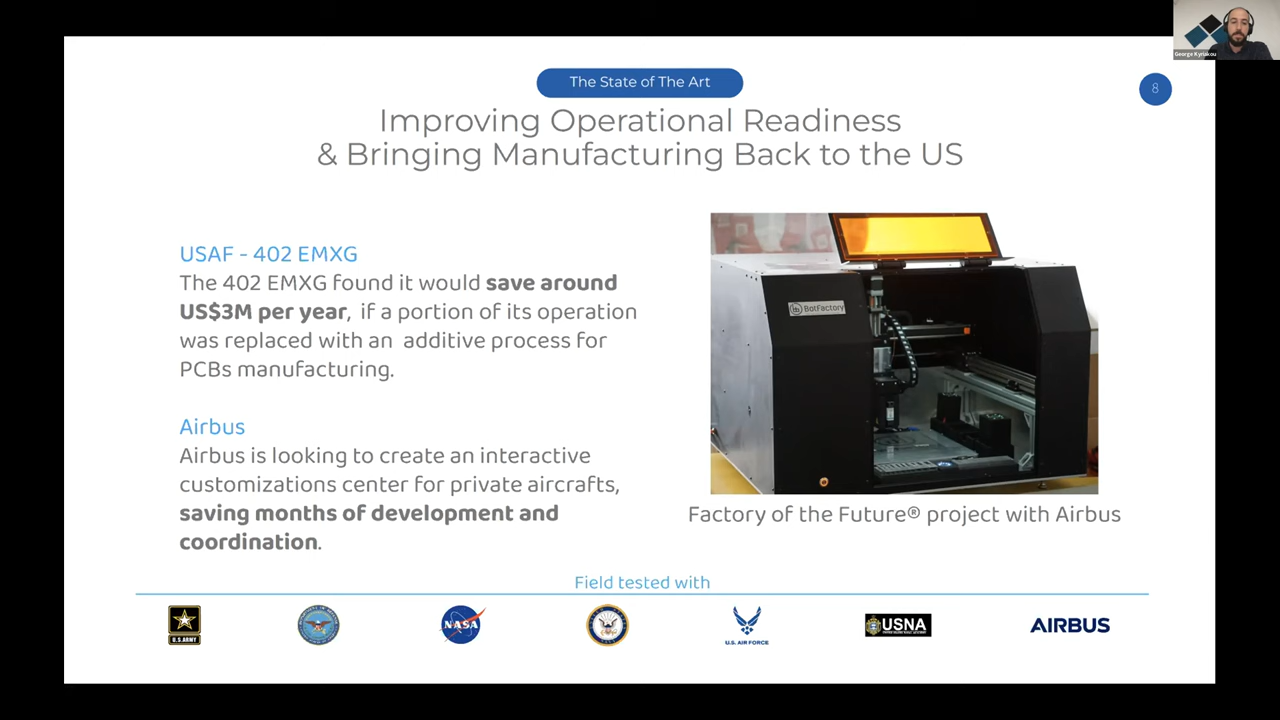 The State of The Art
8
George Kyriakou
Improving Operational Readiness
& Bringing Manufacturing Back to the US
USAF - 402 EMXG
The 402 EMXG found it would save around
US$3M per year, if a portion of its operation
was replaced with an additive process for
PCBs manufacturing.
Airbus
Airbus is looking to create an interactive
customizations center for private aircrafts,
saving months of development and
coordination.
BotFactory
Factory of the Future® project with Airbus
Field tested with
U.S.ARMY
NASA
U.S. AIR FORCE
USNA
AIRBUS